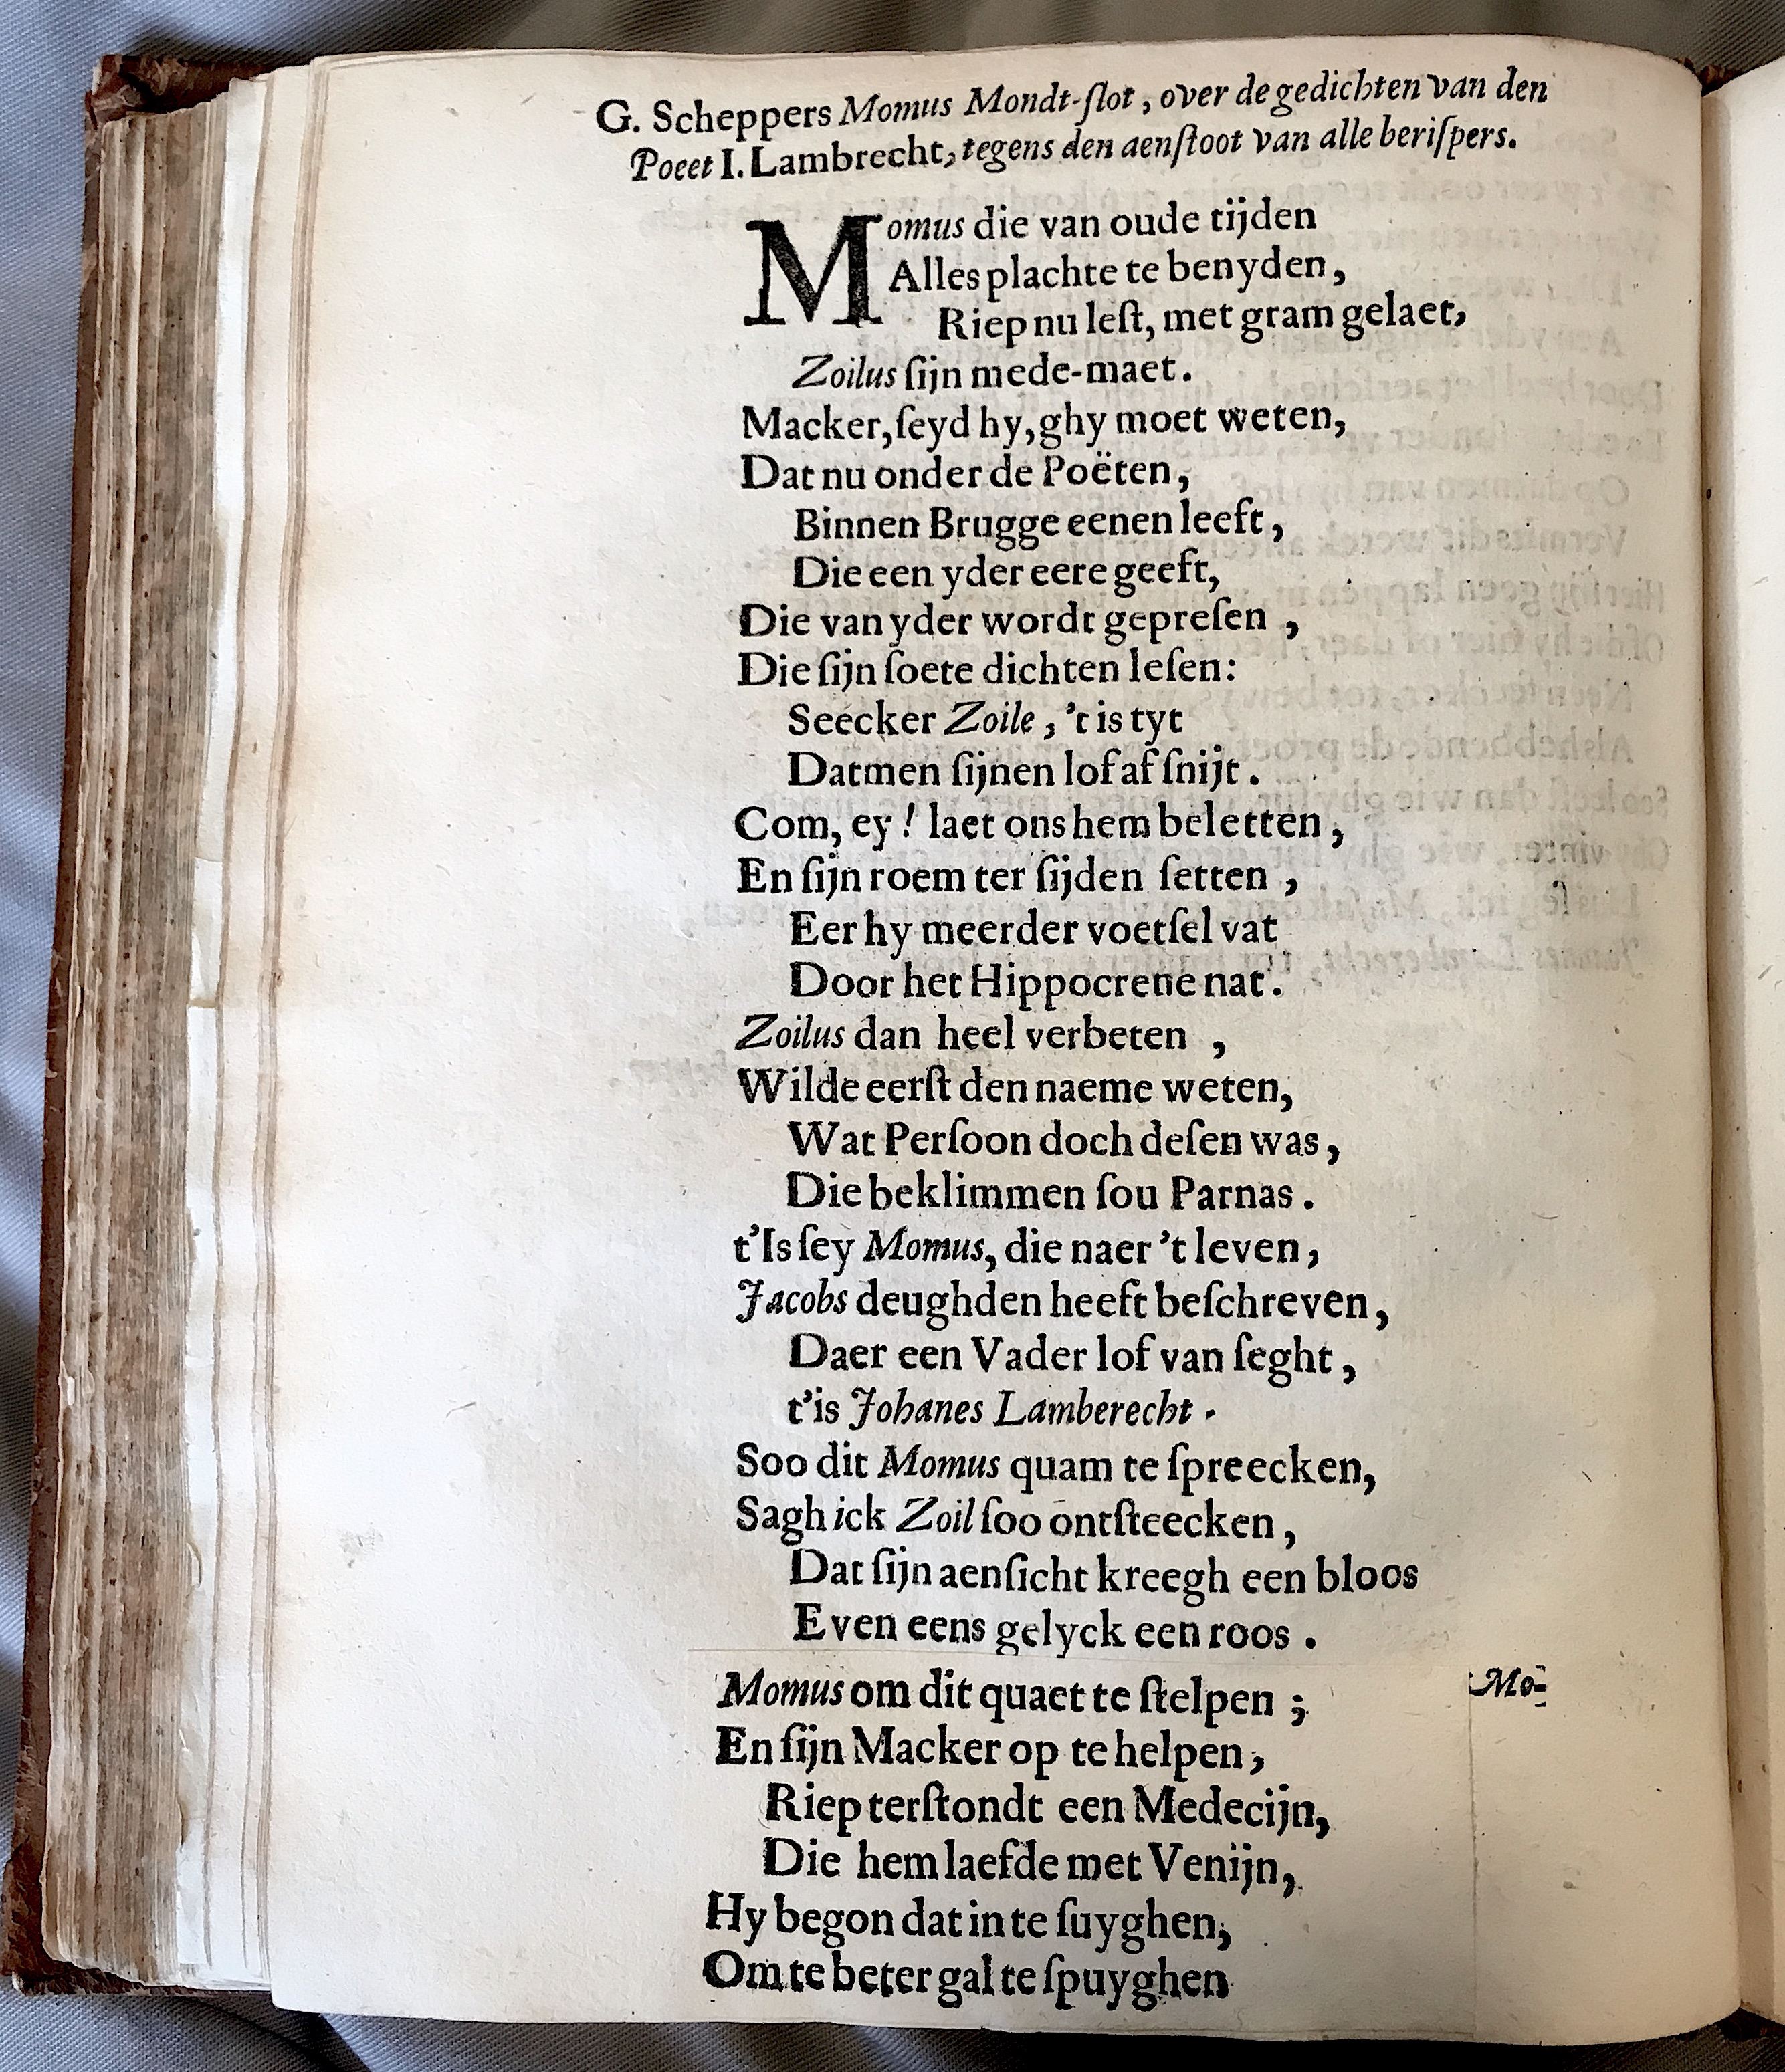 G. Scheppers Momus Mondt-ſlot, over de gedichten van den
Poeet I. Lambrecht, tegens den aenſtoot van alle beriſpers.
Momus die van oude tijden
Alles plachte te benyden,
Riep nu leſt, met gram gelaet,
Zoilus ſijn mede-maet.
Macker, ſeyd hy, ghy moet weten,
Dat nu onder de Poëten,
Binnen Brugge eenen leeft,
Die een yder eere geeft,
Die van yder wordt gepreſen,
Die ſijn ſoete dichten leſen:
Seecker Zoile, 't is tyt
Datmen ſijnen lof af ſnijt.
Com, ey! laet ons hem beletten,
En ſijn roem ter ſijden ſetten,
Eer hy meerder voetſel vat
Door het Hippocrene nat.
Zoilus dan heel verbeten,
Wilde eerſt den naeme weten,
Wat Perſoon doch deſen was,
Die beklimmen ſou Parnas.
t'Is ſey Momus, die naer 't leven,
Jacobs deughden heeft beſchreven,
Daer een Vader lof van ſeght,
t'is Johanes Lamberecht.
Soo dit Momus quam te ſpreecken,
Sagh ick Zoil ſoo ontſteecken,
Dat ſijn aenſicht kreegh een bloos
Even eens gelyck een roos.
Mo-
Momus om dit quaet te ſtelpen;
En ſijn Macker op te helpen,
Riep terſtondt een Medecijn,
Die hem laefde met Venijn,
Hy begon dat in te ſuyghen,
Om te beter gal te ſpuyghen